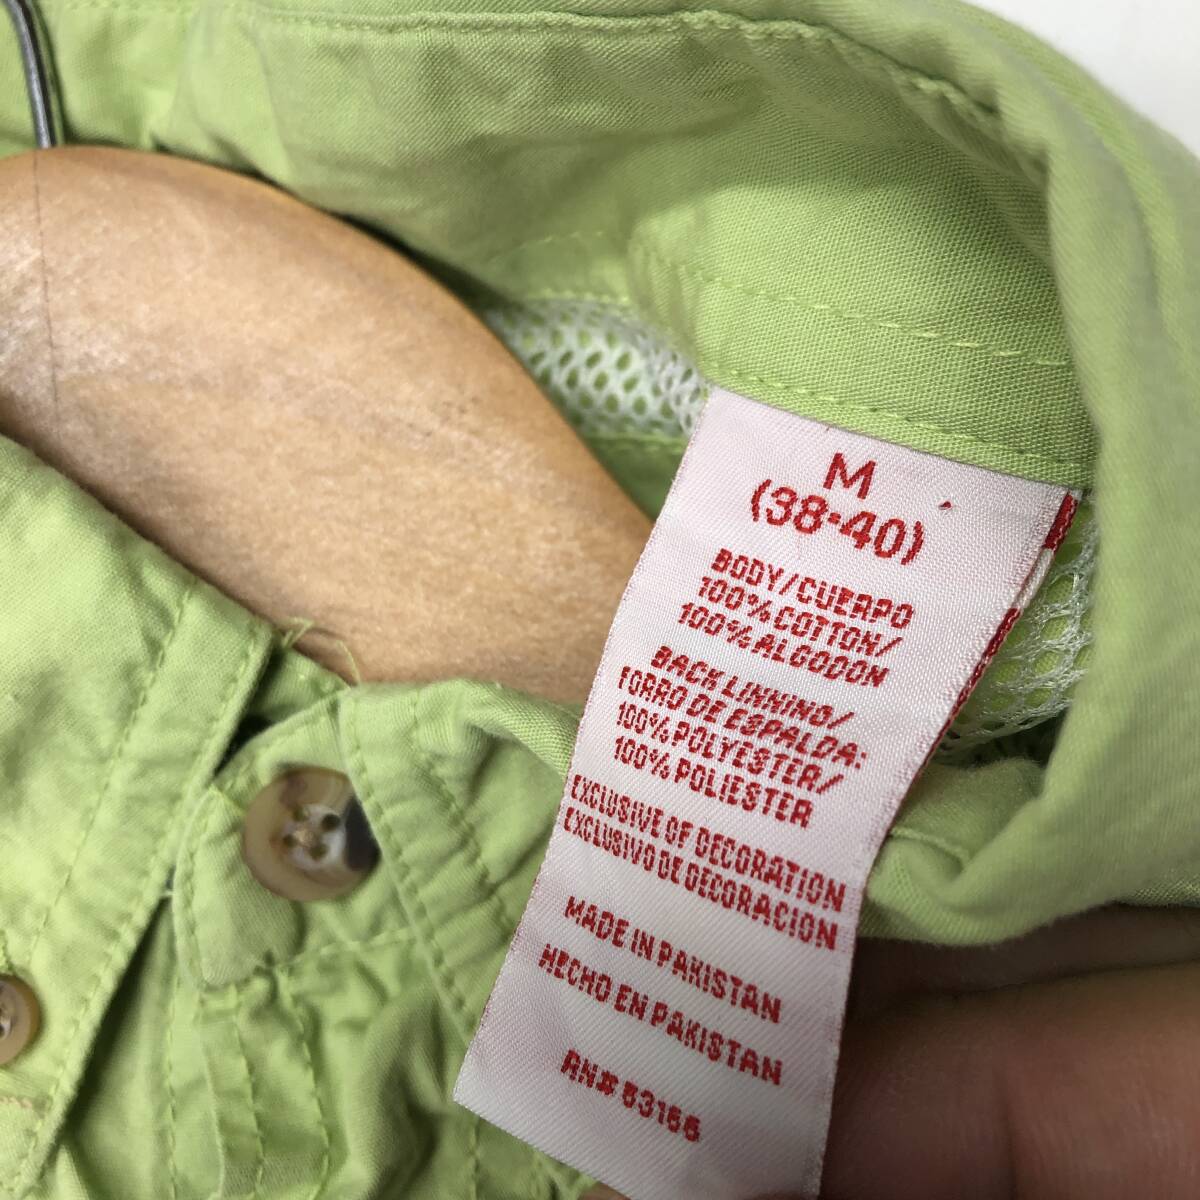 M
(38-40)
BODY/CUERPO
100% COTTON/
100% ALGODON
BACK LINNING/
FORRO DE ESPALDA:
100% POLYESTER/
100% POLIESTER
EXCLUSIVE OF DECORATION
EXCLUSIVO DE DECORACION
MADE IN PAKISTAN
HECHO EN PAKISTAN
RN# 53156